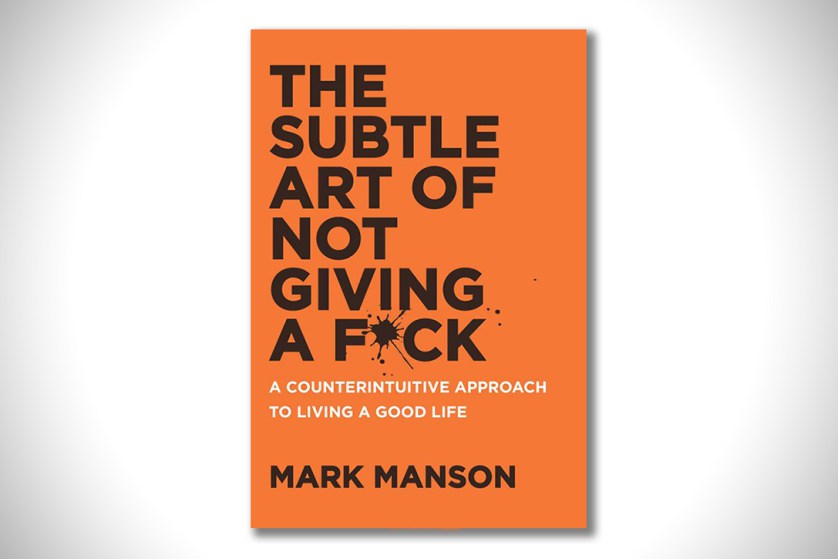 THE
SUBTLE
ART OF
NOT
GIVING
A F*CK
A COUNTERINTUITIVE APPROACH
TO LIVING A GOOD LIFE
MARK MANSON